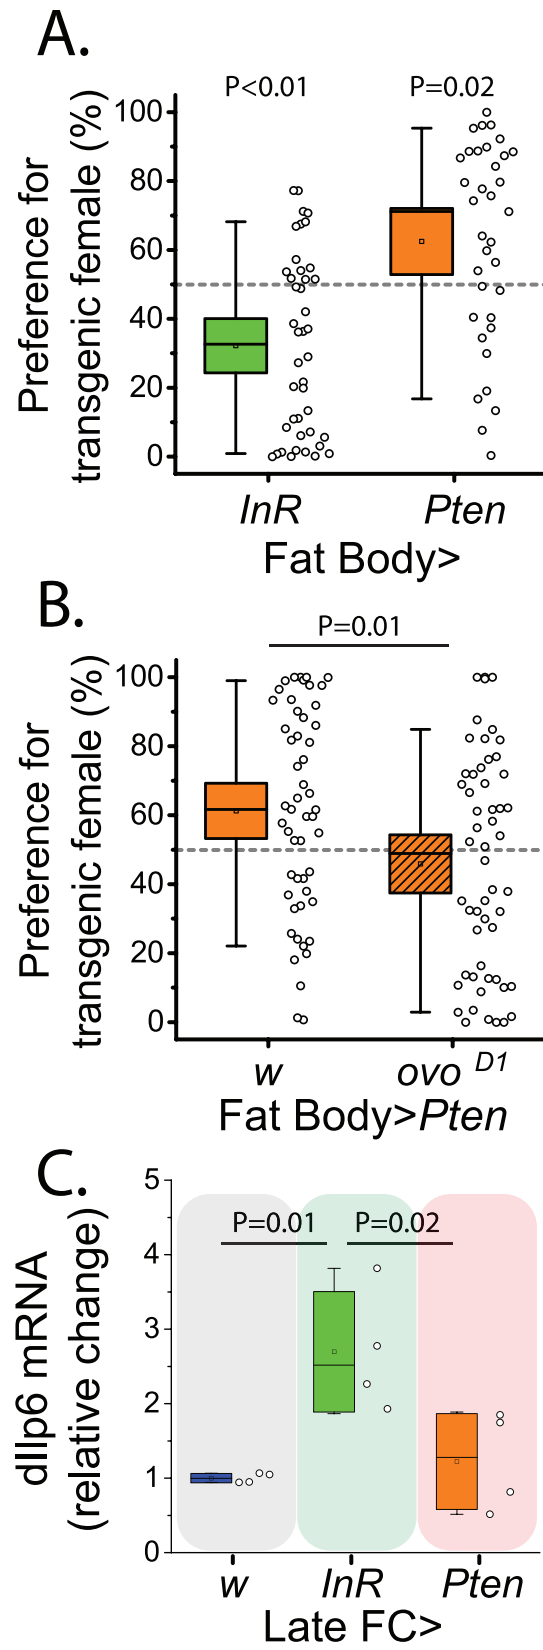 A.
P<0.01 P=0.02
Preference for
transgenic female (%)
100
80
60
40
20
0
InR Pten
Fat Body>
B.
P=0.01
Preference for
transgenic female (%)
100
80
60
40
20
0
w ovo D1
Fat Body>Pten
C.
P=0.01 P=0.02
dIlp6 mRNA
(relative change)
5
4
3
2
1
0
w InR Pten
Late FC>